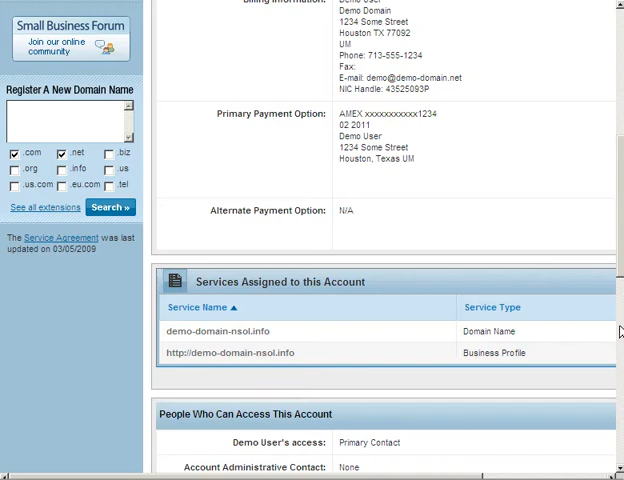 Small Business Forum
Join our online
community
Register A New Domain Name
.com .net .biz
.org .info .us
.us.com .eu.com .tel
See all extensions Search »
The Service Agreement was last
updated on 03/05/2009
Billing Information:
Demo User
Demo Domain
1234 Some Street
Houston TX 77092
UM
Phone: 713-555-1234
Fax:
E-mail: demo@demo-domain.net
NIC Handle: 43525093P
Primary Payment Option: AMEX xxxxxxxxxxx1234
02 2011
Demo User
1234 Some Street
Houston, Texas UM
Alternate Payment Option: N/A
Services Assigned to this Account
Service Name Service Type
demo-domain-nsol.info Domain Name
http://demo-domain-nsol.info Business Profile
People Who Can Access This Account
Demo User's access: Primary Contact
Account Administrative Contact: None